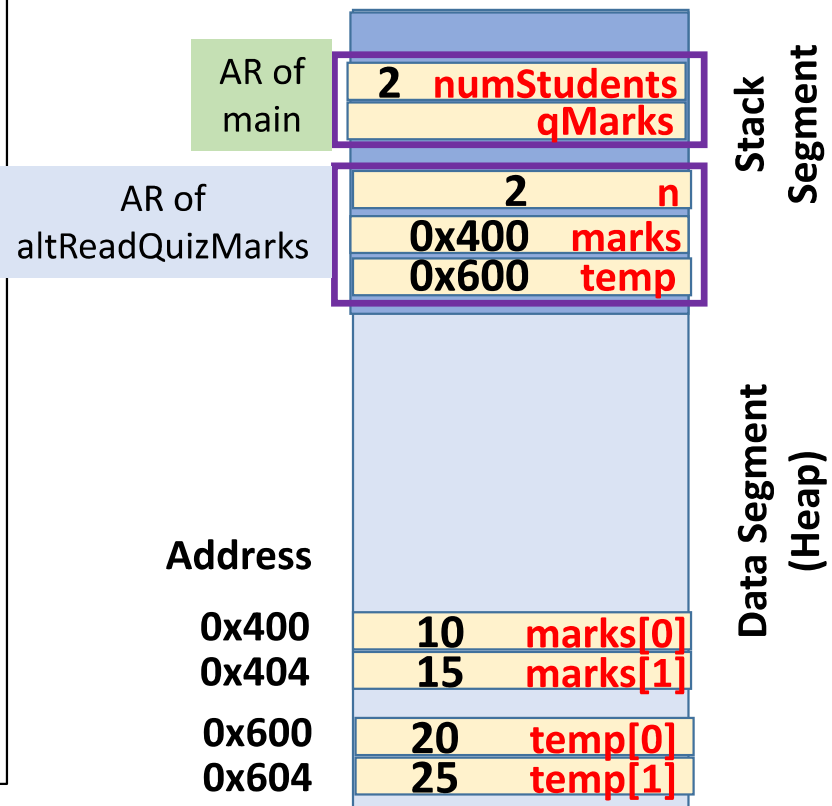 AR of
main
2 numStudents
qMarks
Stack
Segment
AR of
altReadQuizMarks
2 n
0x400 marks
0x600 temp
Data Segment
(Heap)
Address
0x400 10 marks[0]
0x404 15 marks[1]
0x600 20 temp[0]
0x604 25 temp[1]